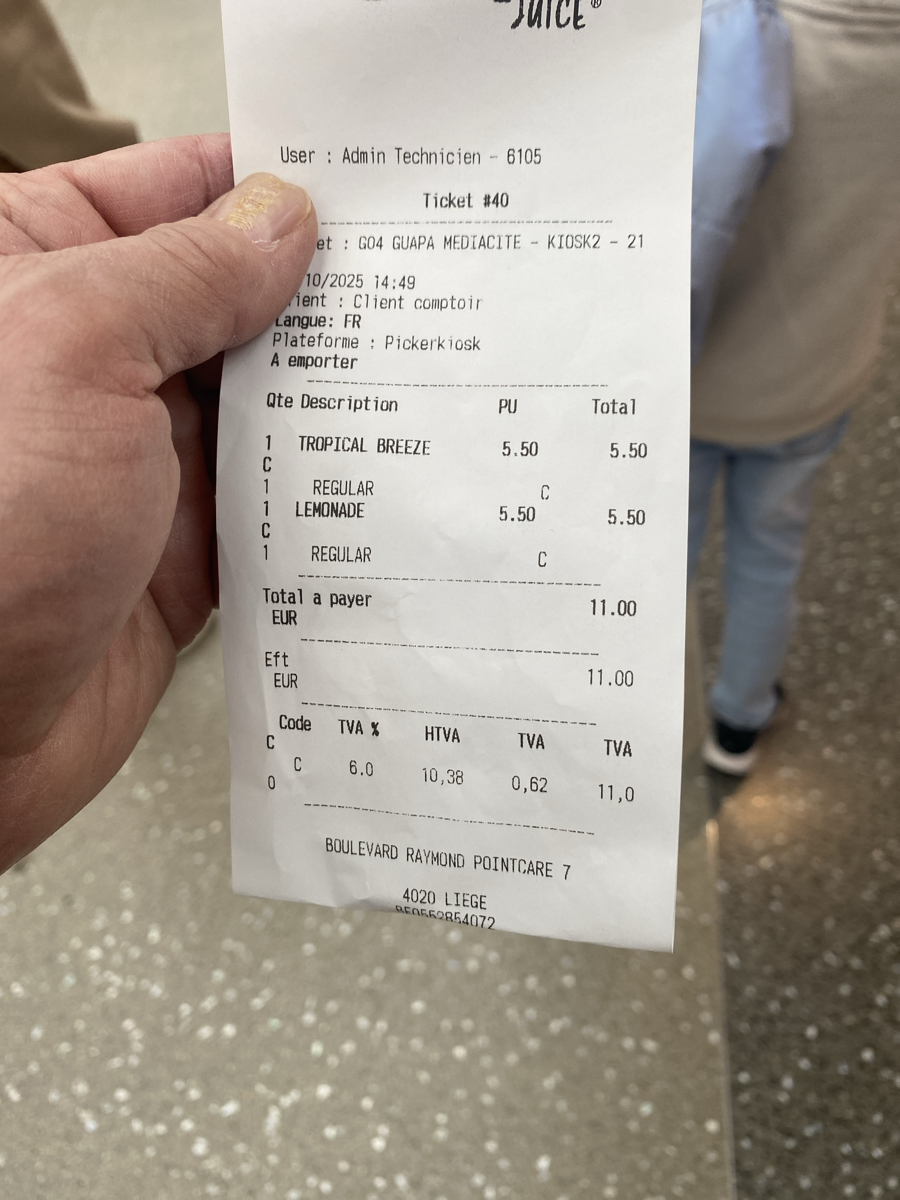 JUICE®
User : Admin Technicien - 6105
Ticket #40
: GO4 GUAPA MEDIACITE - KIOSK2 - 21
10/2025 14:49
: Client comptoir
Langue: FR
Plateforme : Pickerkiosk
A emporter
Qte Description PU Total
1 TROPICAL BREEZE 5.50 5.50
C
1 REGULAR C
1 LEMONADE 5.50 5.50
C
1 REGULAR C
Total a payer 11.00
EUR
Eft 11.00
EUR
Code TVA % HTVA TVA TVA
C
C 6.0 10,38 0,62 11,0
0
BOULEVARD RAYMOND POINTCARE 7
4020 LIEGE
BE0552854072